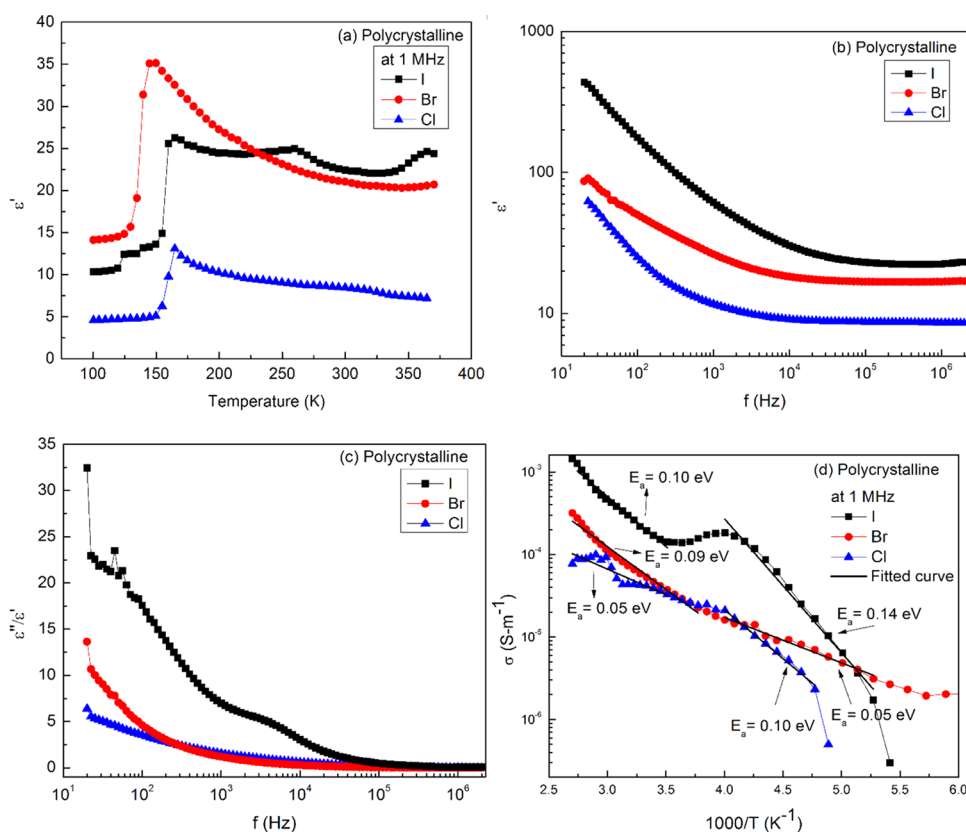 (a) Polycrystalline
at 1 MHz
I
Br
Cl
ε'
40
35
30
25
20
15
10
5
0
100 150 200 250 300 350 400
Temperature (K)
(b) Polycrystalline
I
Br
Cl
ε'
1000
100
10
10¹ 10² 10³ 10⁴ 10⁵ 10⁶
f (Hz)
(c) Polycrystalline
I
Br
Cl
ε''/ε'
35
30
25
20
15
10
5
0
10¹ 10² 10³ 10⁴ 10⁵ 10⁶
f (Hz)
(d) Polycrystalline
at 1 MHz
I
Br
Cl
Fitted curve
Eₐ= 0.10 eV
Eₐ= 0.09 eV
Eₐ= 0.05 eV
Eₐ= 0.14 eV
Eₐ= 0.10 eV
Eₐ= 0.05 eV
σ (S-m⁻¹)
10⁻³
10⁻⁴
10⁻⁵
10⁻⁶
2.5 3.0 3.5 4.0 4.5 5.0 5.5 6.0
1000/T (K⁻¹)